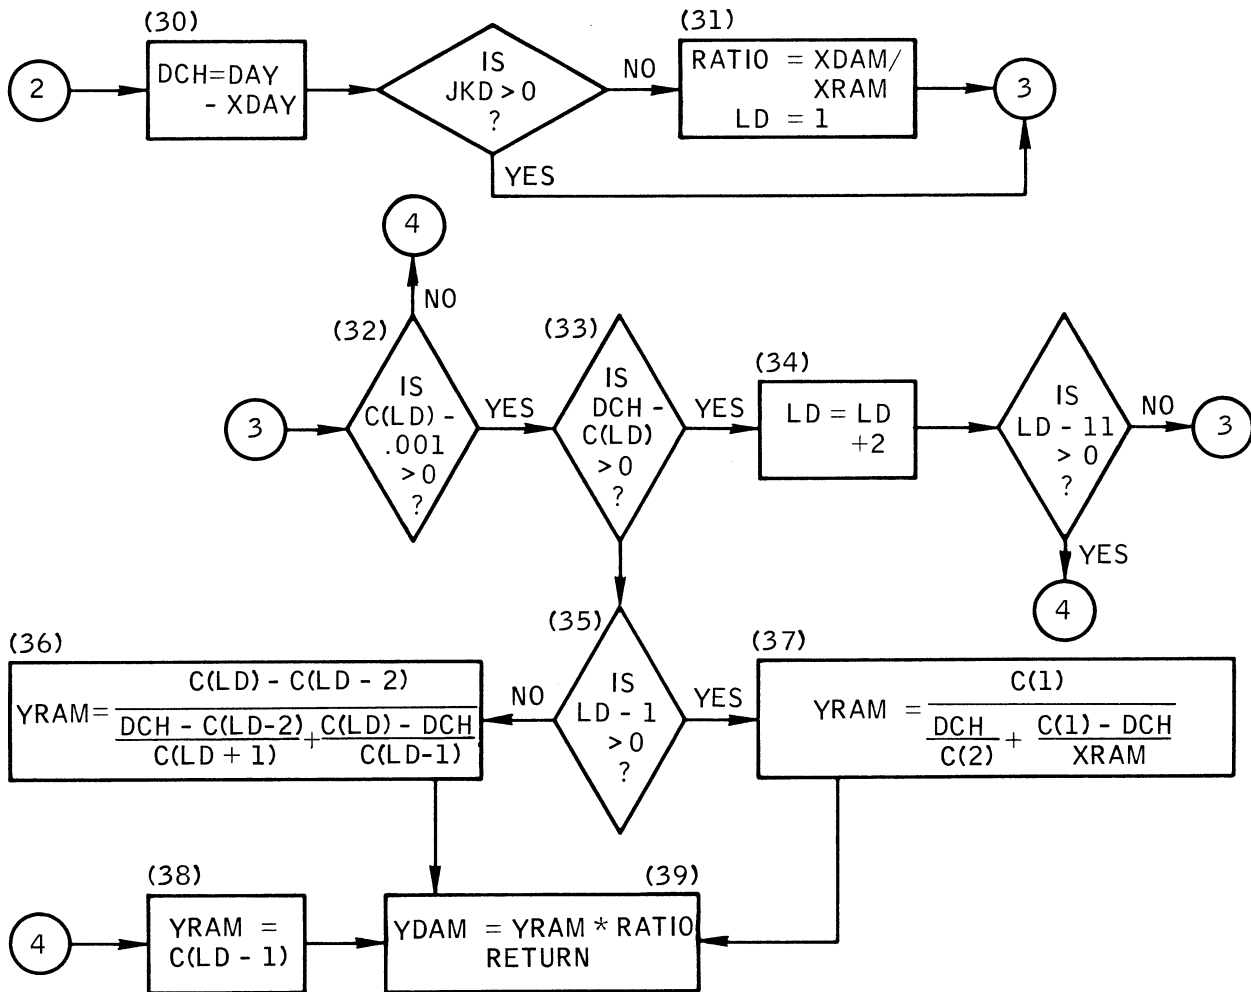 (30)
(31)
2
DCH=DAY
- XDAY
IS
JKD > 0
?
NO
YES
RATIO = XDAM/
XRAM
LD = 1
3
4
NO
(32)
(33)
(34)
3
IS
C(LD) -
.001
>0
?
YES
IS
DCH -
C(LD)
>0
?
YES
LD = LD
+2
IS
LD - 11
> 0
?
NO
3
YES
4
(35)
(36)
(37)
YRAM=
C(LD) - C(LD - 2)
DCH - C(LD-2) + C(LD) - DCH
C(LD + 1) C(LD-1)
NO
IS
LD - 1
>0
?
YES
YRAM =
C(1)
DCH + C(1) - DCH
C(2) XRAM
(38)
(39)
4
YRAM =
C(LD - 1)
YDAM = YRAM * RATIO
RETURN